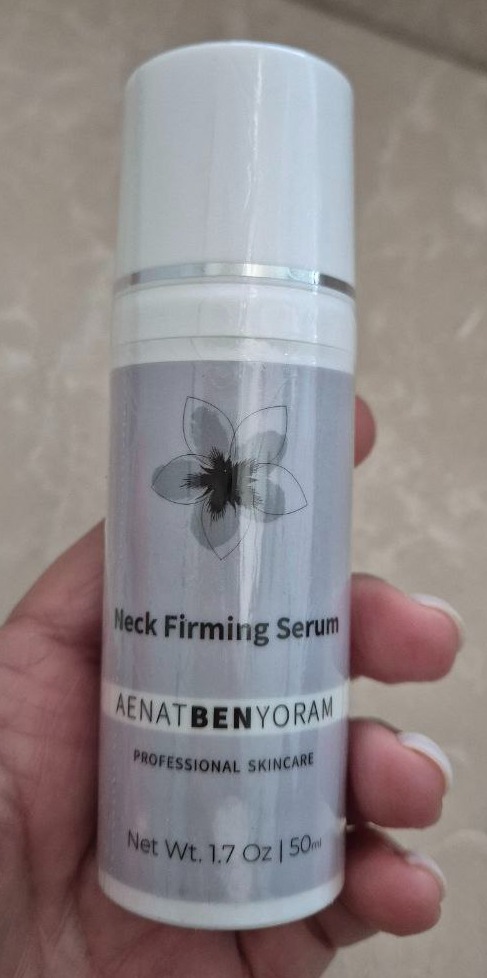 Neck Firming Serum
AENATBENYORAM
PROFESSIONAL SKINCARE
Net Wt. 1.7 Oz | 50ml